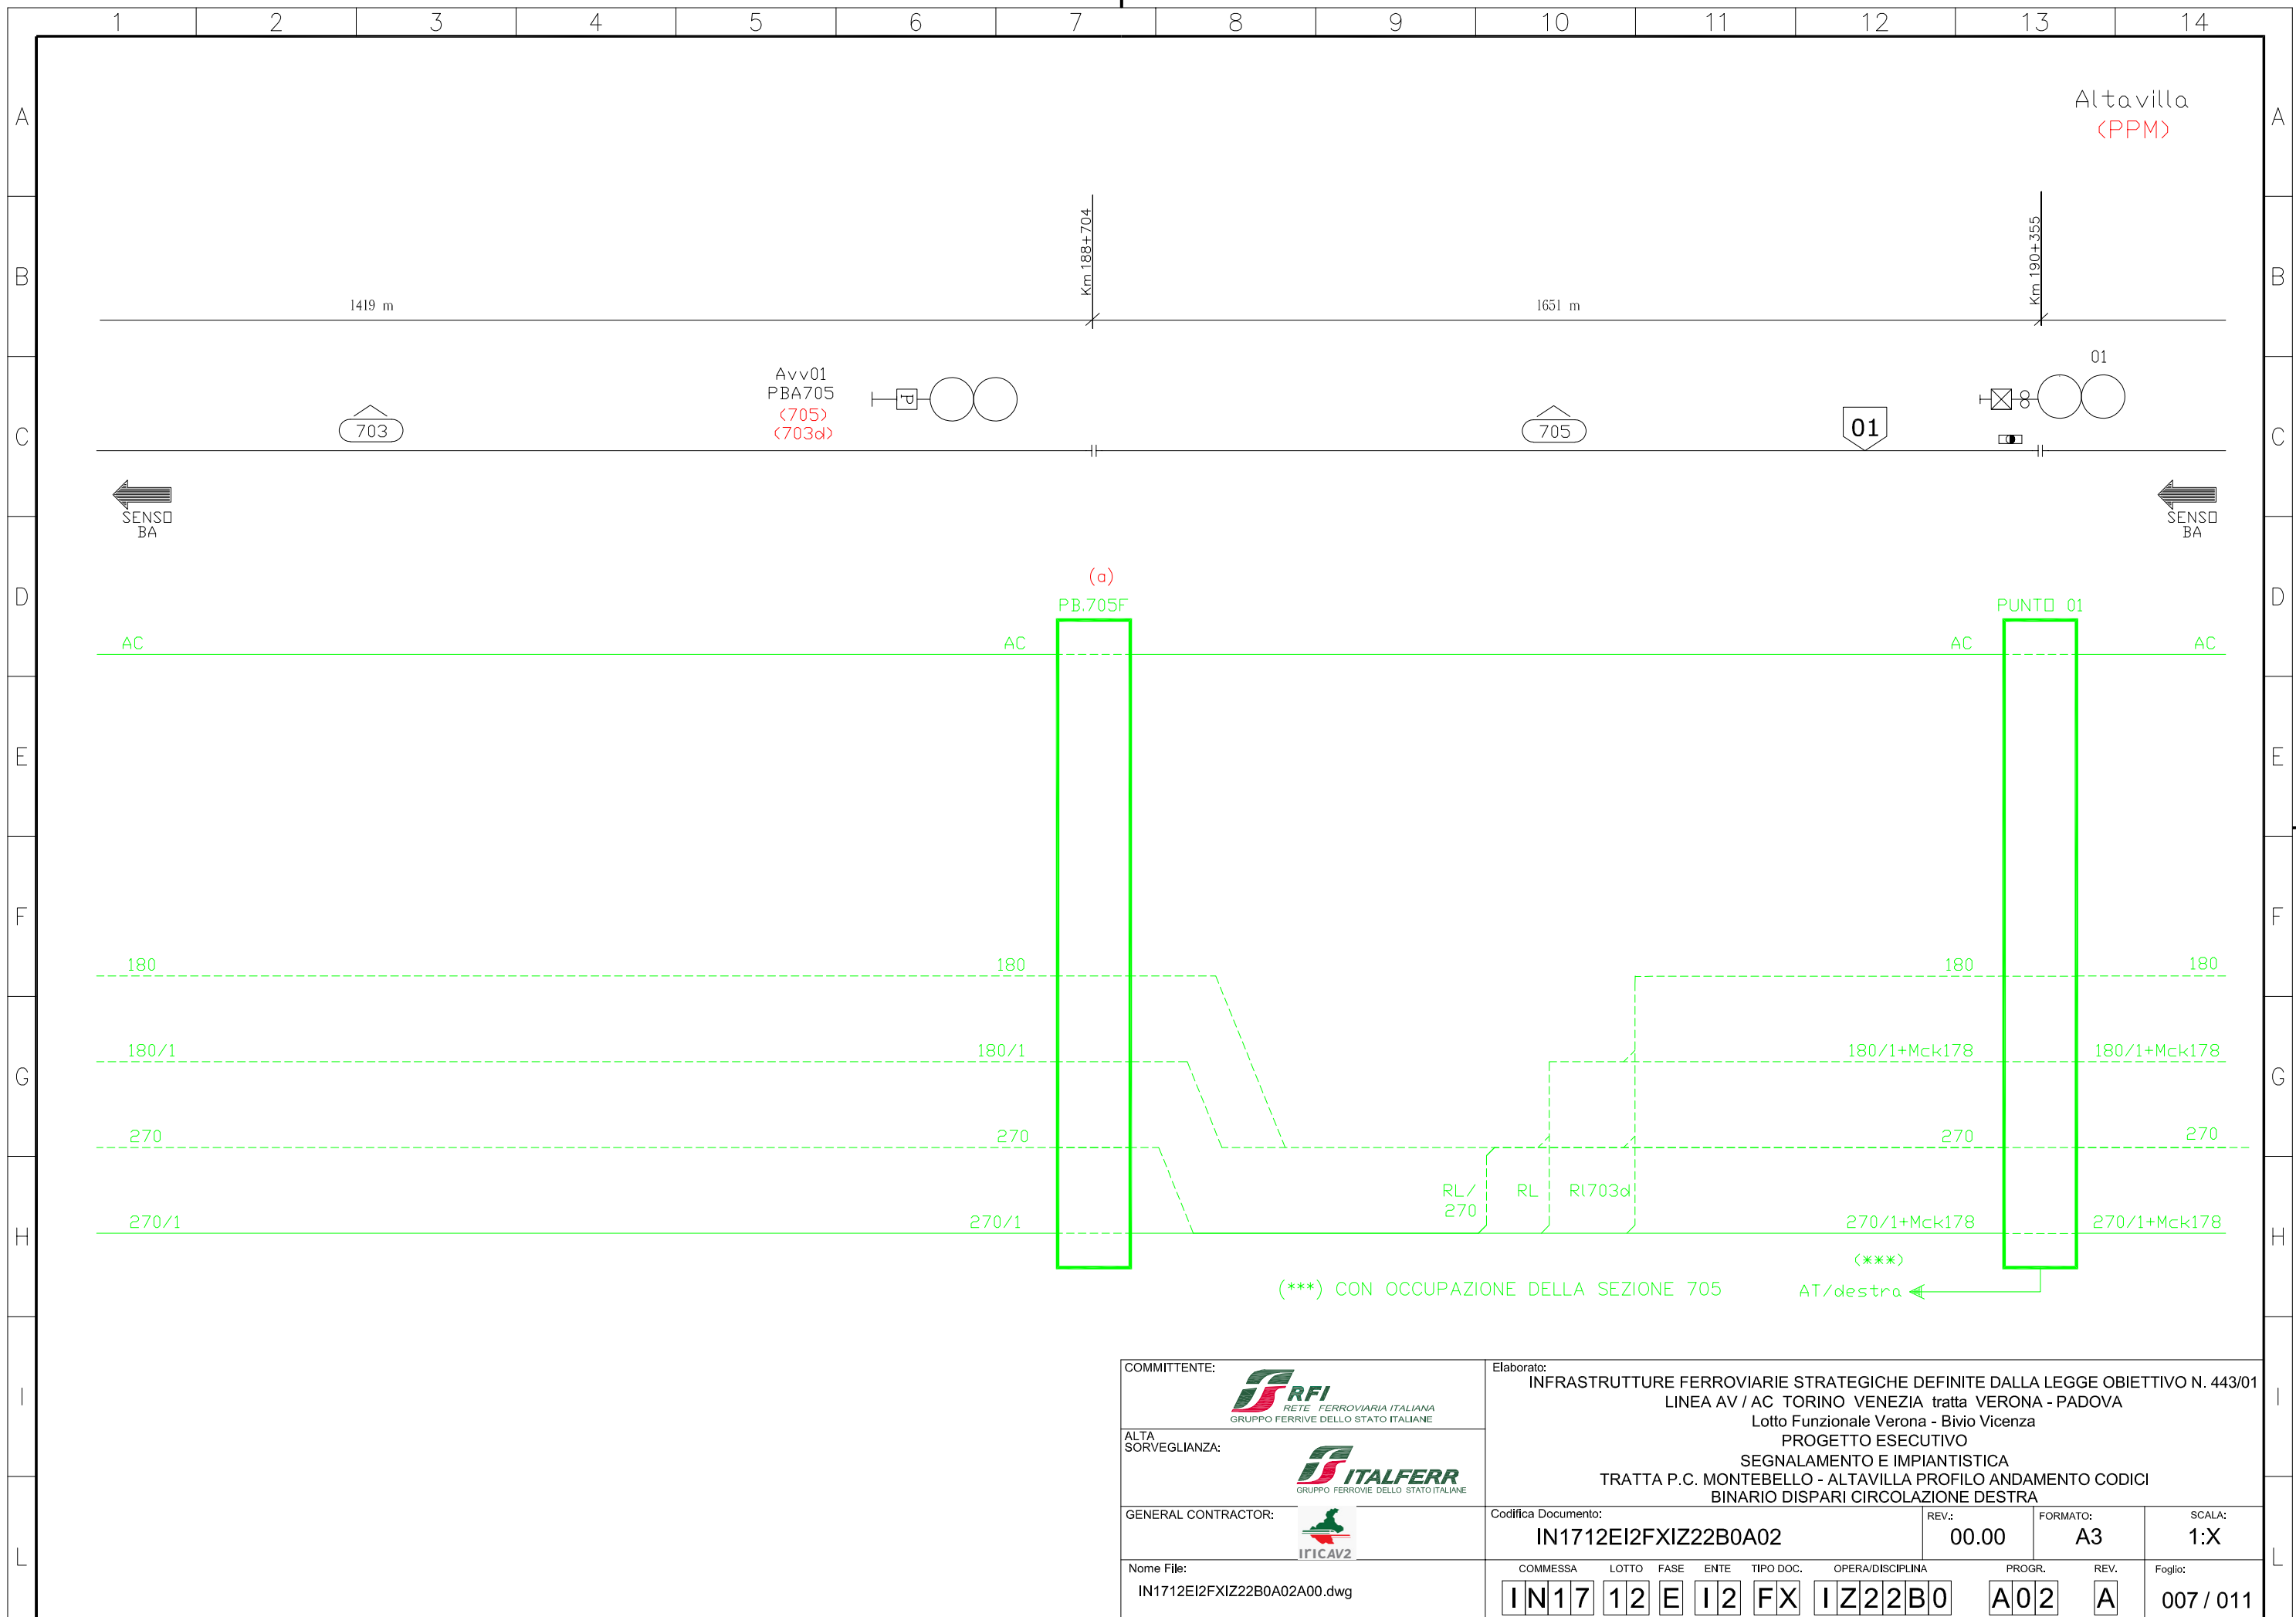 1 2 3 4 5 6 7 8 9 10 11 12 13 14
A A
Altavilla
(PPM)
B B
Km 188+704
Km 190+355
1419 m
1651 m
C C
703
Avv01
PBA705
(705)
(703d)
P
705
01
01
SENSO
BA
SENSO
BA
D D
(a)
PB.705F
PUNTO 01
AC AC AC AC
E E
F F
180 180 180 180
G G
180/1 180/1 180/1+Mck178 180/1+Mck178
270 270 270 270
RL/
270
RL
Rl703d
H H
270/1 270/1 270/1+Mck178 270/1+Mck178
(***)
(***) CON OCCUPAZIONE DELLA SEZIONE 705
AT/destra
I I
COMMITTENTE:
RFI
RETE FERROVIARIA ITALIANA
GRUPPO FERRIVE DELLO STATO ITALIANE
ALTA
SORVEGLIANZA:
ITALFERR
GRUPPO FERROVIE DELLO STATO ITALIANE
GENERAL CONTRACTOR:
IricAV2
Nome File:
IN1712EI2FXIZ22B0A02A00.dwg
Elaborato:
INFRASTRUTTURE FERROVIARIE STRATEGICHE DEFINITE DALLA LEGGE OBIETTIVO N. 443/01
LINEA AV / AC TORINO VENEZIA tratta VERONA - PADOVA
Lotto Funzionale Verona - Bivio Vicenza
PROGETTO ESECUTIVO
SEGNALAMENTO E IMPIANTISTICA
TRATTA P.C. MONTEBELLO - ALTAVILLA PROFILO ANDAMENTO CODICI
BINARIO DISPARI CIRCOLAZIONE DESTRA
L L
Codifica Documento:
IN1712EI2FXIZ22B0A02
REV.:
00.00
FORMATO:
A3
SCALA:
1:X
COMMESSA LOTTO FASE ENTE TIPO DOC. OPERA/DISCIPLINA PROGR. REV.
IN17 12 E I2 FX IZ22B0 A02 A
Foglio:
007 / 011